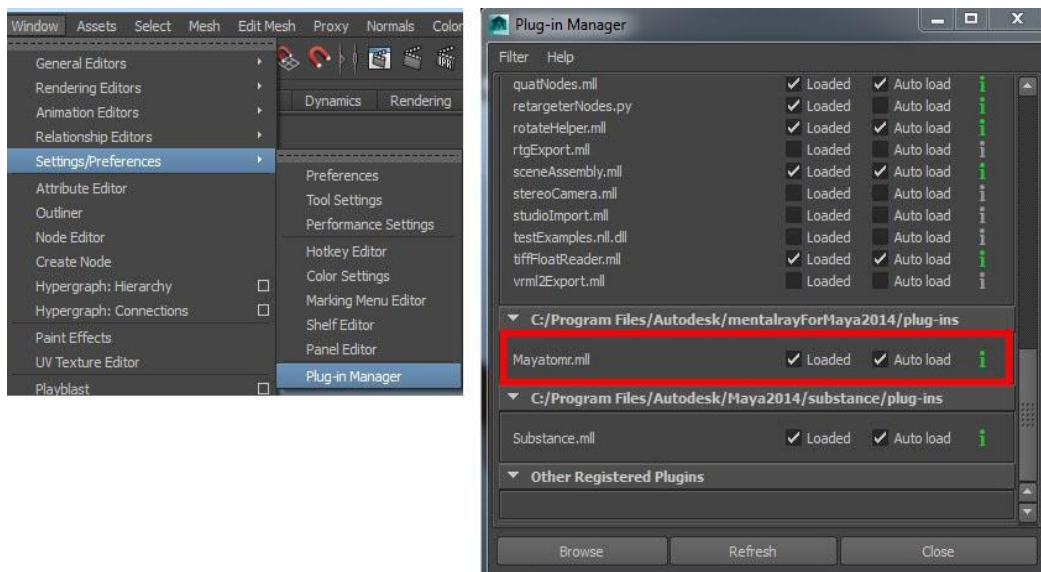 Window Assets Select Mesh Edit Mesh Proxy Normals Color
General Editors
Rendering Editors
Animation Editors
Relationship Editors
Settings/Preferences
Attribute Editor
Outliner
Node Editor
Create Node
Hypergraph: Hierarchy
Hypergraph: Connections
Paint Effects
UV Texture Editor
Playblast
IPR
Dynamics Rendering
Preferences
Tool Settings
Performance Settings
Hotkey Editor
Color Settings
Marking Menu Editor
Shelf Editor
Panel Editor
Plug-in Manager
Plug-in Manager
Filter Help
quatNodes.mll Loaded Auto load i
retargeterNodes.py Loaded Auto load i
rotateHelper.mll Loaded Auto load i
rtgExport.mll Loaded Auto load i
sceneAssembly.mll Loaded Auto load i
stereoCamera.mll Loaded Auto load i
studioImport.mll Loaded Auto load i
testExamples.nll.dll Loaded Auto load i
tiffFloatReader.mll Loaded Auto load i
vrml2Export.mll Loaded Auto load i
C:/Program Files/Autodesk/mentalrayForMaya2014/plug-ins
Mayatomr.mll Loaded Auto load i
C:/Program Files/Autodesk/Maya2014/substance/plug-ins
Substance.mll Loaded Auto load i
Other Registered Plugins
Browse Refresh Close